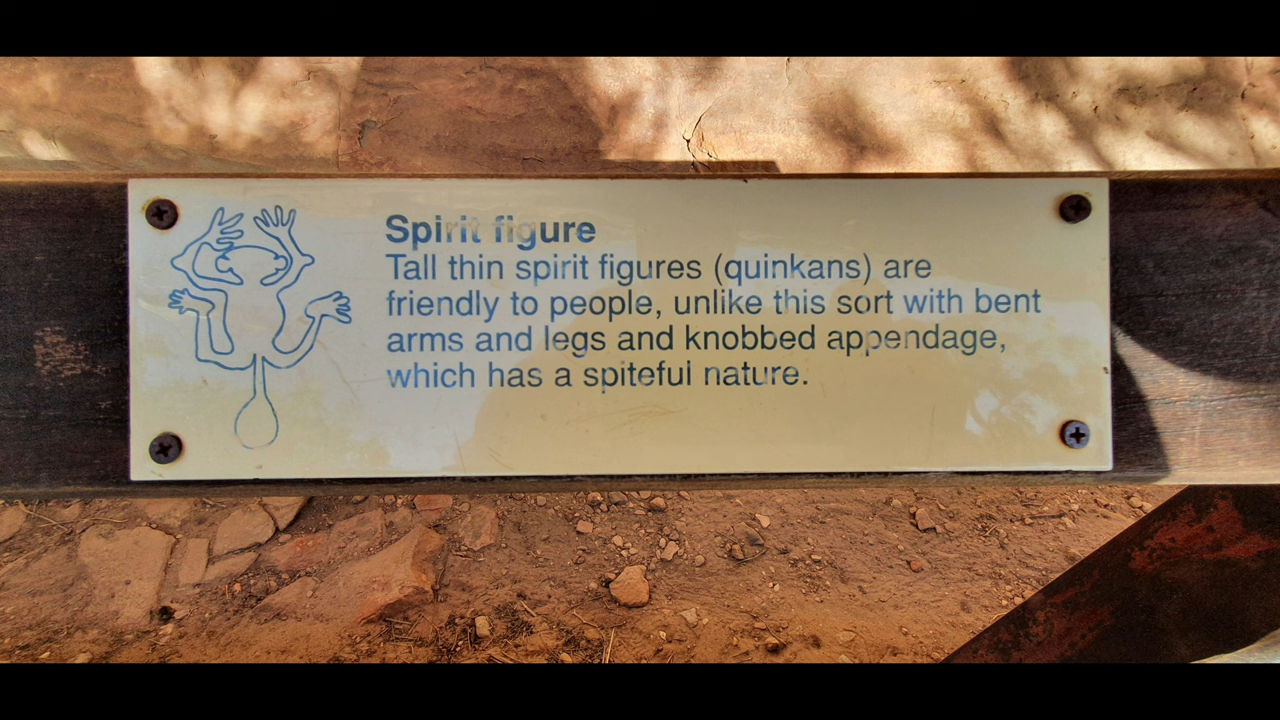 Spirit figure
Tall thin spirit figures (quinkans) are
friendly to people, unlike this sort with bent
arms and legs and knobbed appendage,
which has a spiteful nature.